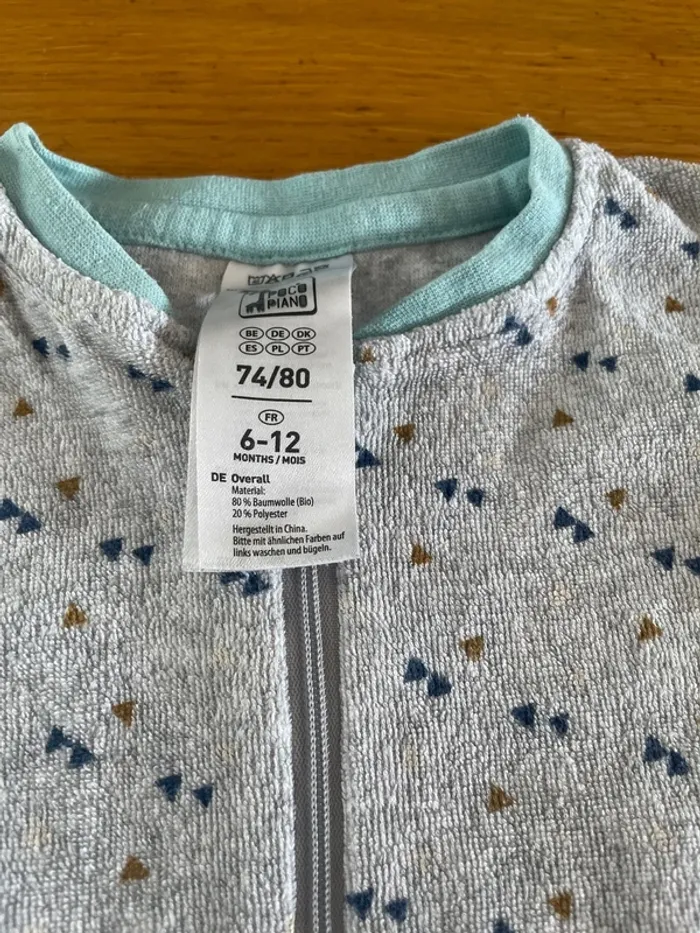 POCO
PIANO
BE DE DK
ES PL PT
74/80
FR
6-12
MONTHS / MOIS
DE Overall
Material:
80 % Baumwolle (Bio)
20 % Polyester
Hergestellt in China.
Bitte mit ähnlichen Farben auf
links waschen und bügeln.